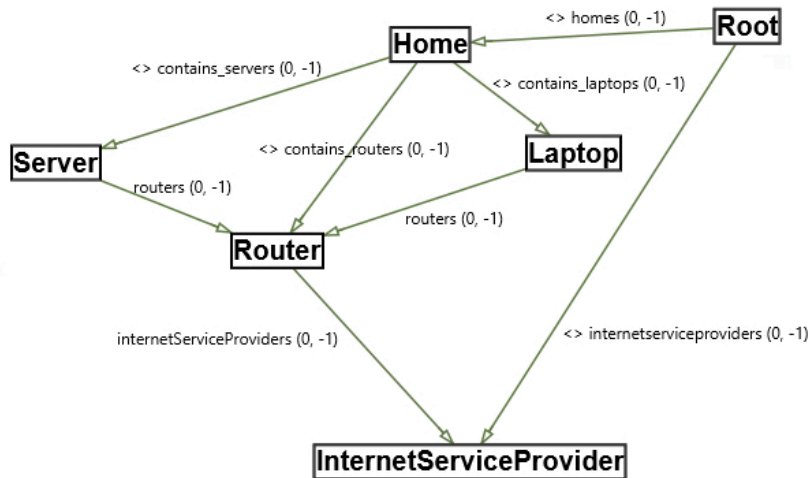 <> homes (0, -1)
Root
Home
<> contains_servers (0, -1)
<> contains_laptops (0, -1)
<> contains_routers (0, -1)
Laptop
Server
routers (0, -1)
routers (0, -1)
Router
internetServiceProviders (0, -1)
<> internetserviceproviders (0, -1)
InternetServiceProvider